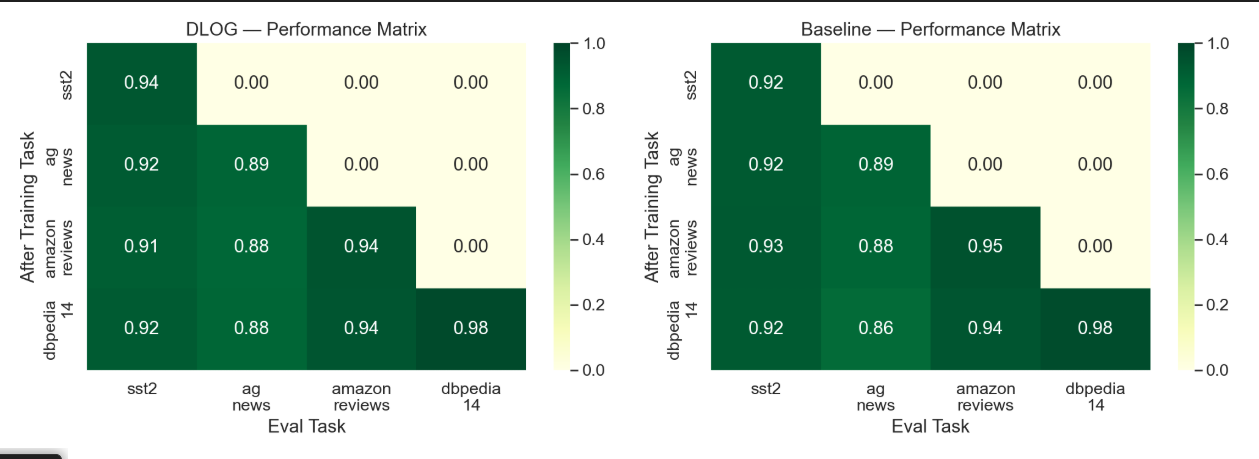 DLOG — Performance Matrix
After Training Task
sst2
ag
news
amazon
reviews
dbpedia
14
0.94 0.00 0.00 0.00
0.92 0.89 0.00 0.00
0.91 0.88 0.94 0.00
0.92 0.88 0.94 0.98
sst2
ag
news
amazon
reviews
dbpedia
14
Eval Task
1.0
0.8
0.6
0.4
0.2
0.0
Baseline — Performance Matrix
After Training Task
sst2
ag
news
amazon
reviews
dbpedia
14
0.92 0.00 0.00 0.00
0.92 0.89 0.00 0.00
0.93 0.88 0.95 0.00
0.92 0.86 0.94 0.98
sst2
ag
news
amazon
reviews
dbpedia
14
Eval Task
1.0
0.8
0.6
0.4
0.2
0.0